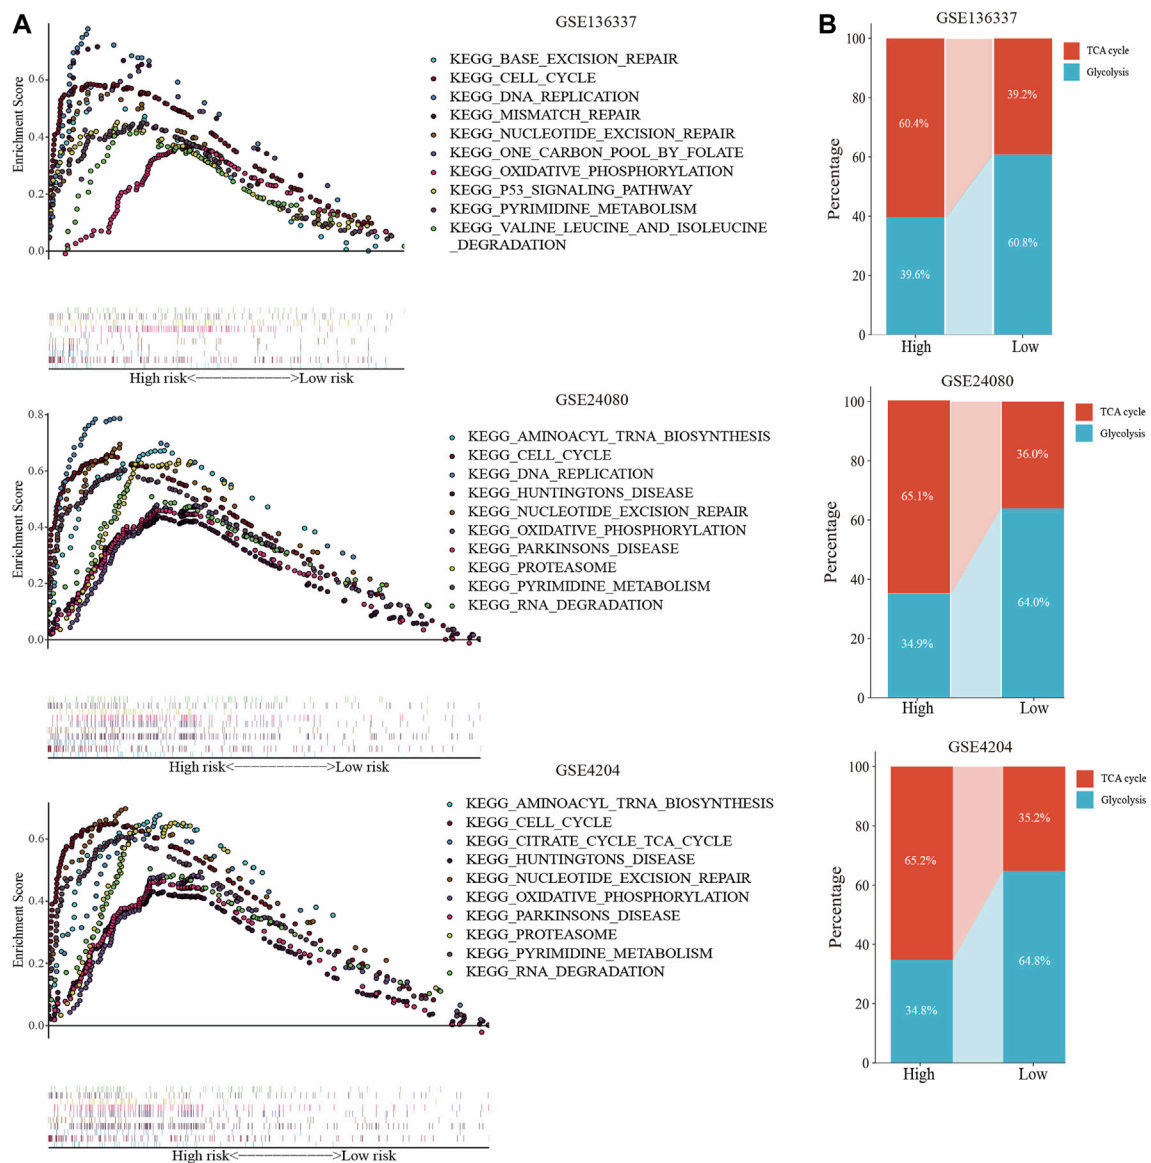 A
GSE136337
Enrichment Score
0.6
0.4
0.2
0.0
KEGG_BASE_EXCISION_REPAIR
KEGG_CELL_CYCLE
KEGG_DNA_REPLICATION
KEGG_MISMATCH_REPAIR
KEGG_NUCLEOTIDE_EXCISION_REPAIR
KEGG_ONE_CARBON_POOL_BY_FOLATE
KEGG_OXIDATIVE_PHOSPHORYLATION
KEGG_P53_SIGNALING_PATHWAY
KEGG_PYRIMIDINE_METABOLISM
KEGG_VALINE_LEUCINE_AND_ISOLEUCINE
_DEGRADATION
High risk<----------->Low risk
GSE24080
Enrichment Score
0.8
0.6
0.4
0.2
0.0
KEGG_AMINOACYL_TRNA_BIOSYNTHESIS
KEGG_CELL_CYCLE
KEGG_DNA_REPLICATION
KEGG_HUNTINGTONS_DISEASE
KEGG_NUCLEOTIDE_EXCISION_REPAIR
KEGG_OXIDATIVE_PHOSPHORYLATION
KEGG_PARKINSONS_DISEASE
KEGG_PROTEASOME
KEGG_PYRIMIDINE_METABOLISM
KEGG_RNA_DEGRADATION
High risk<----------->Low risk
GSE4204
Enrichment Score
0.6
0.4
0.2
0.0
KEGG_AMINOACYL_TRNA_BIOSYNTHESIS
KEGG_CELL_CYCLE
KEGG_CITRATE_CYCLE_TCA_CYCLE
KEGG_HUNTINGTONS_DISEASE
KEGG_NUCLEOTIDE_EXCISION_REPAIR
KEGG_OXIDATIVE_PHOSPHORYLATION
KEGG_PARKINSONS_DISEASE
KEGG_PROTEASOME
KEGG_PYRIMIDINE_METABOLISM
KEGG_RNA_DEGRADATION
High risk<----------->Low risk
B
GSE136337
Percentage
100
80
60
40
20
0
60.4%
39.6%
39.2%
60.8%
High
Low
TCA cycle
Glycolysis
GSE24080
Percentage
100
80
60
40
20
0
65.1%
34.9%
36.0%
64.0%
High
Low
TCA cycle
Glycolysis
GSE4204
Percentage
100
80
60
40
20
0
65.2%
34.8%
35.2%
64.8%
High
Low
TCA cycle
Glycolysis